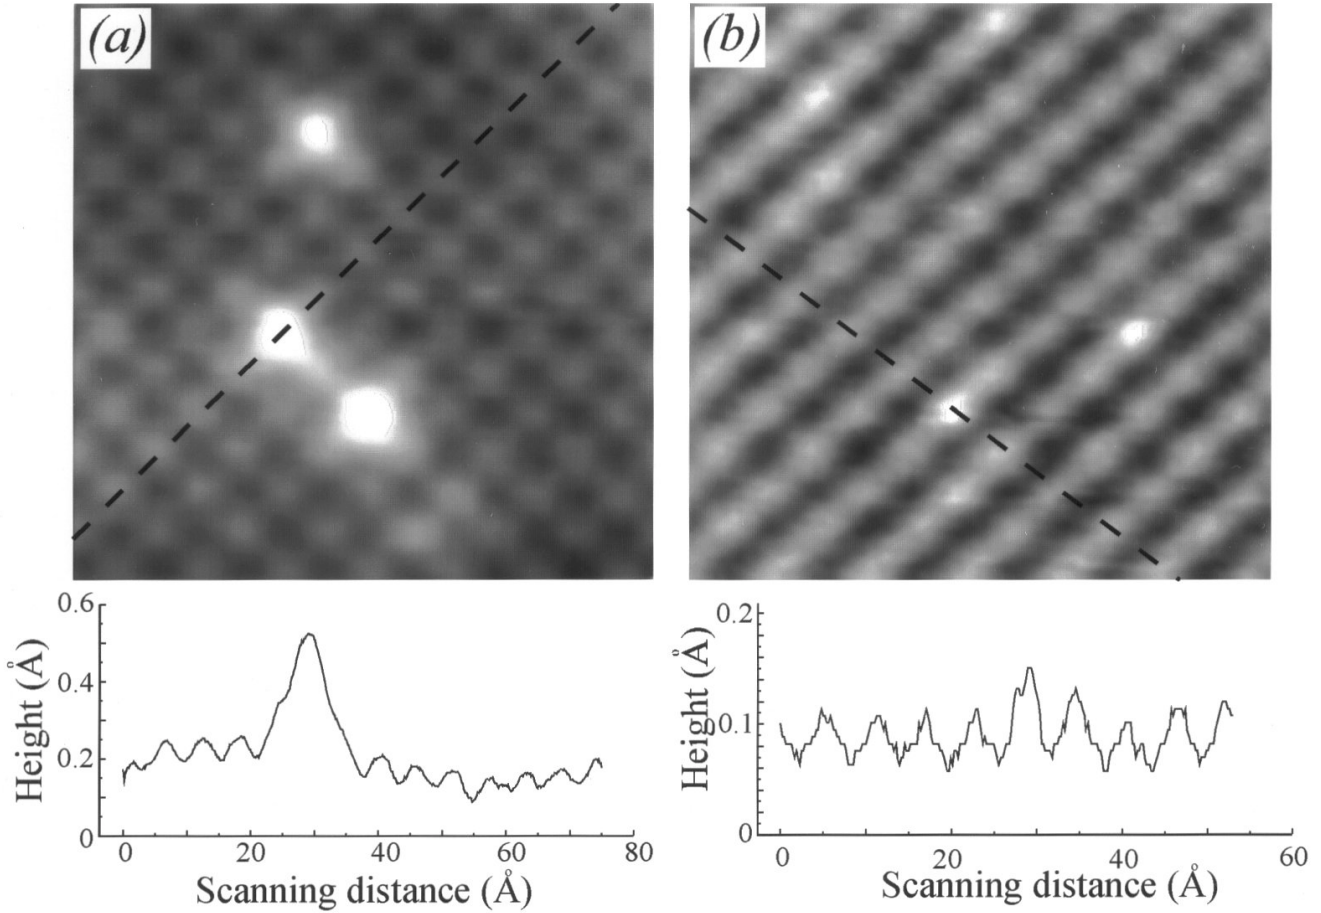 (a)
(b)
0.6
0.4
0.2
0
Height (Å)
0 20 40 60 80
Scanning distance (Å)
0.2
0.1
0
Height (Å)
0 20 40 60
Scanning distance (Å)